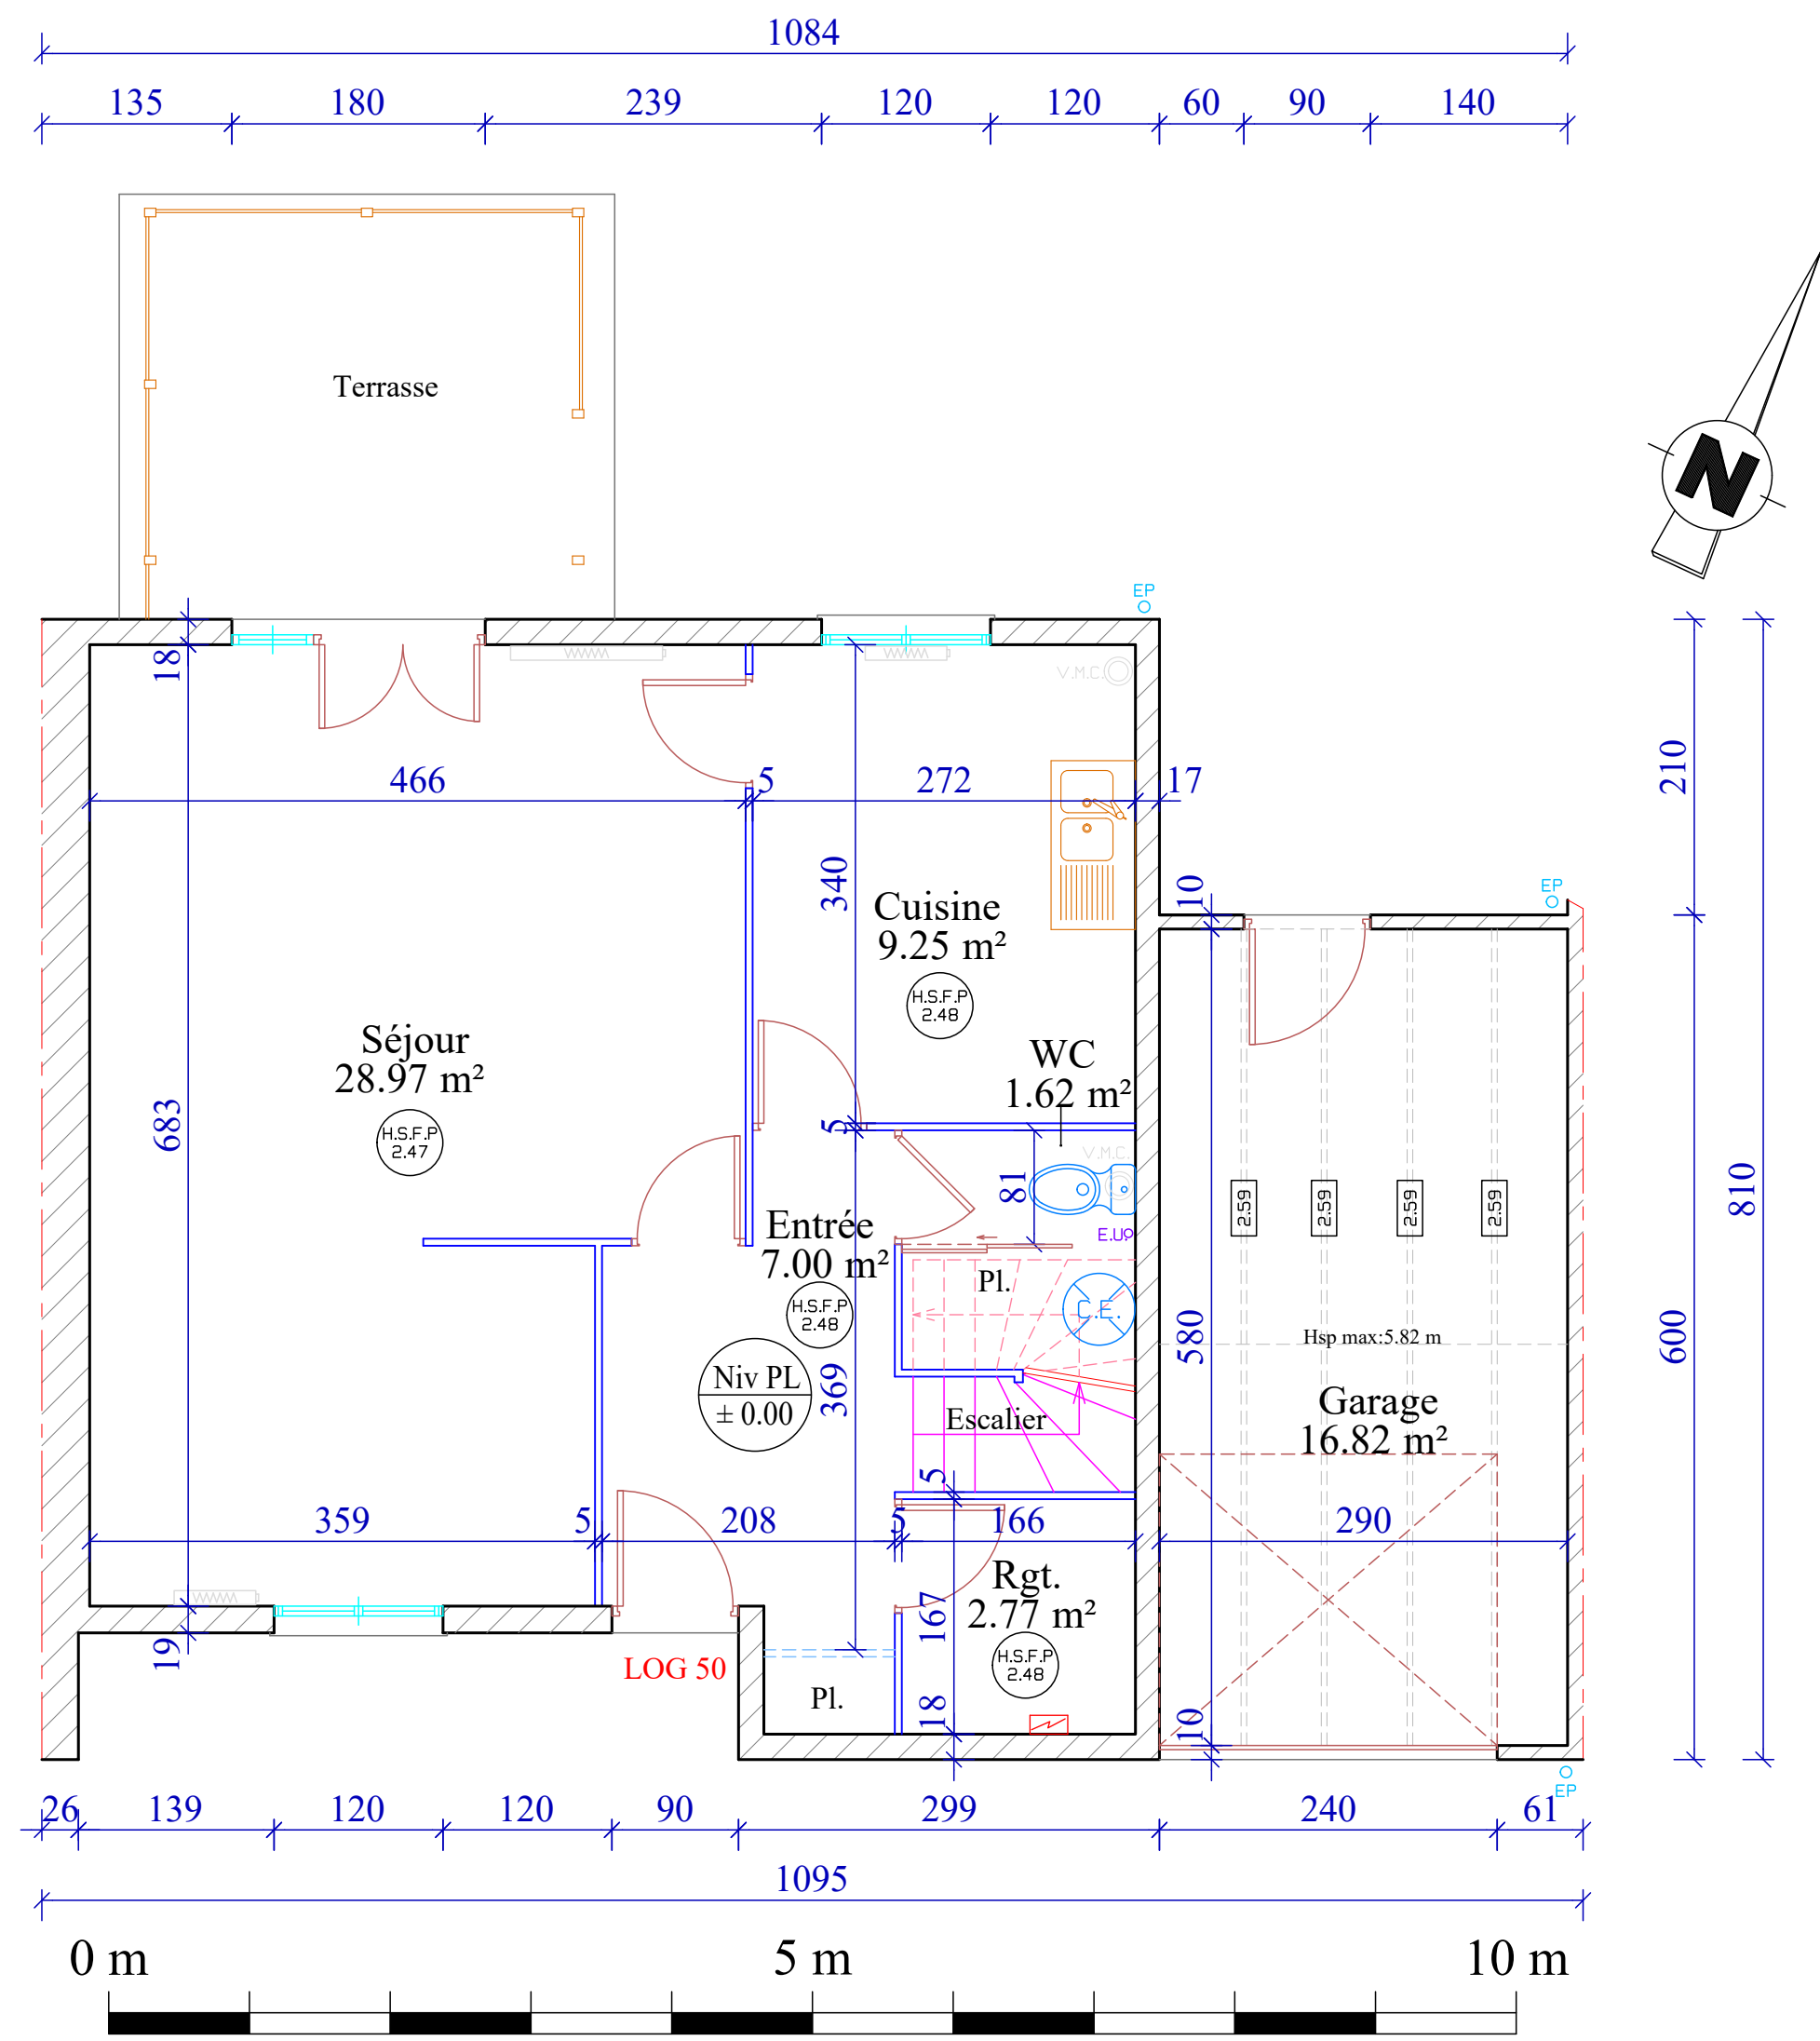 1084
135 180 239 120 120 60 90 140
Terrasse
N
EP
18
V.M.C.
466 5 272 17
210
340
10
EP
Cuisine
9.25 m²
H.S.F.P
2.48
Séjour
28.97 m²
H.S.F.P
2.47
WC
1.62 m²
683
5
V.M.C.
81
E.U
2.59 2.59 2.59 2.59
810
Entrée
7.00 m²
H.S.F.P
2.48
Pl.
C.E.
580
600
Hsp max:5.82 m
Niv PL
± 0.00
369
Escalier
Garage
16.82 m²
5
359 5 208 5 166 290
Rgt.
2.77 m²
H.S.F.P
2.48
167
19
LOG 50
Pl.
18
10
EP
26 139 120 120 90 299 240 61
1095
0 m 5 m 10 m